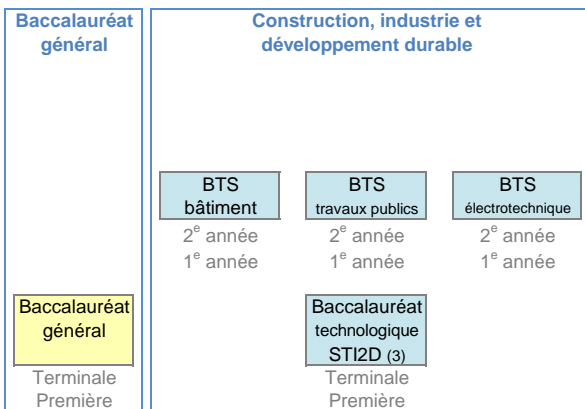 Baccalauréat
général
Construction, industrie et
développement durable
BTS
bâtiment
2e année
1e année
BTS
travaux publics
2e année
1e année
BTS
électrotechnique
2e année
1e année
Baccalauréat
général
Terminale
Première
Baccalauréat
technologique
STI2D (3)
Terminale
Première